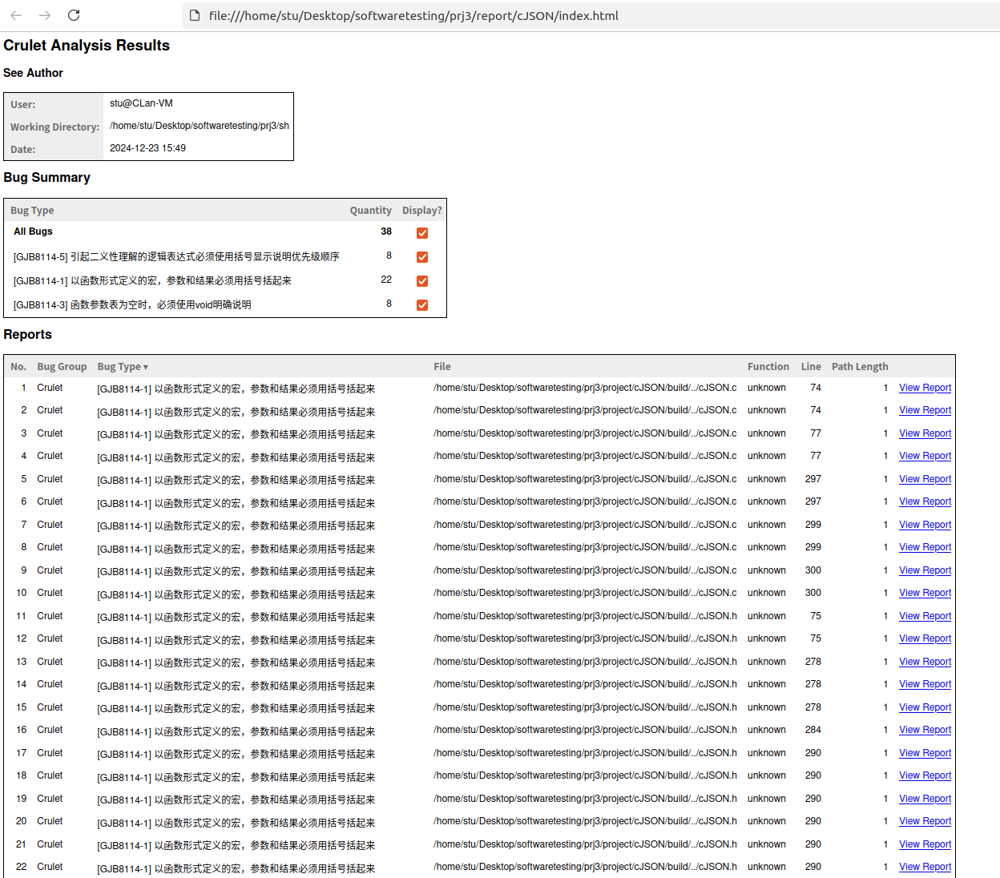 file:///home/stu/Desktop/softwaretesting/prj3/report/cJSON/index.html
Crulet Analysis Results
See Author
User: stu@CLan-VM
Working Directory: /home/stu/Desktop/softwaretesting/prj3/sh
Date: 2024-12-23 15:49
Bug Summary
Bug Type Quantity Display?
All Bugs 38
[GJB8114-5] 引起二义性理解的逻辑表达式必须使用括号显示说明优先级顺序 8
[GJB8114-1] 以函数形式定义的宏，参数和结果必须用括号括起来 22
[GJB8114-3] 函数参数表为空时，必须使用void明确说明 8
Reports
No. Bug Group Bug Type ▾ File Function Line Path Length
1 Crulet [GJB8114-1] 以函数形式定义的宏，参数和结果必须用括号括起来 /home/stu/Desktop/softwaretesting/prj3/project/cJSON/build/../cJSON.c unknown 74 1 View Report
2 Crulet [GJB8114-1] 以函数形式定义的宏，参数和结果必须用括号括起来 /home/stu/Desktop/softwaretesting/prj3/project/cJSON/build/../cJSON.c unknown 74 1 View Report
3 Crulet [GJB8114-1] 以函数形式定义的宏，参数和结果必须用括号括起来 /home/stu/Desktop/softwaretesting/prj3/project/cJSON/build/../cJSON.c unknown 77 1 View Report
4 Crulet [GJB8114-1] 以函数形式定义的宏，参数和结果必须用括号括起来 /home/stu/Desktop/softwaretesting/prj3/project/cJSON/build/../cJSON.c unknown 77 1 View Report
5 Crulet [GJB8114-1] 以函数形式定义的宏，参数和结果必须用括号括起来 /home/stu/Desktop/softwaretesting/prj3/project/cJSON/build/../cJSON.c unknown 297 1 View Report
6 Crulet [GJB8114-1] 以函数形式定义的宏，参数和结果必须用括号括起来 /home/stu/Desktop/softwaretesting/prj3/project/cJSON/build/../cJSON.c unknown 297 1 View Report
7 Crulet [GJB8114-1] 以函数形式定义的宏，参数和结果必须用括号括起来 /home/stu/Desktop/softwaretesting/prj3/project/cJSON/build/../cJSON.c unknown 299 1 View Report
8 Crulet [GJB8114-1] 以函数形式定义的宏，参数和结果必须用括号括起来 /home/stu/Desktop/softwaretesting/prj3/project/cJSON/build/../cJSON.c unknown 299 1 View Report
9 Crulet [GJB8114-1] 以函数形式定义的宏，参数和结果必须用括号括起来 /home/stu/Desktop/softwaretesting/prj3/project/cJSON/build/../cJSON.c unknown 300 1 View Report
10 Crulet [GJB8114-1] 以函数形式定义的宏，参数和结果必须用括号括起来 /home/stu/Desktop/softwaretesting/prj3/project/cJSON/build/../cJSON.c unknown 300 1 View Report
11 Crulet [GJB8114-1] 以函数形式定义的宏，参数和结果必须用括号括起来 /home/stu/Desktop/softwaretesting/prj3/project/cJSON/build/../cJSON.h unknown 75 1 View Report
12 Crulet [GJB8114-1] 以函数形式定义的宏，参数和结果必须用括号括起来 /home/stu/Desktop/softwaretesting/prj3/project/cJSON/build/../cJSON.h unknown 75 1 View Report
13 Crulet [GJB8114-1] 以函数形式定义的宏，参数和结果必须用括号括起来 /home/stu/Desktop/softwaretesting/prj3/project/cJSON/build/../cJSON.h unknown 278 1 View Report
14 Crulet [GJB8114-1] 以函数形式定义的宏，参数和结果必须用括号括起来 /home/stu/Desktop/softwaretesting/prj3/project/cJSON/build/../cJSON.h unknown 278 1 View Report
15 Crulet [GJB8114-1] 以函数形式定义的宏，参数和结果必须用括号括起来 /home/stu/Desktop/softwaretesting/prj3/project/cJSON/build/../cJSON.h unknown 278 1 View Report
16 Crulet [GJB8114-1] 以函数形式定义的宏，参数和结果必须用括号括起来 /home/stu/Desktop/softwaretesting/prj3/project/cJSON/build/../cJSON.h unknown 284 1 View Report
17 Crulet [GJB8114-1] 以函数形式定义的宏，参数和结果必须用括号括起来 /home/stu/Desktop/softwaretesting/prj3/project/cJSON/build/../cJSON.h unknown 290 1 View Report
18 Crulet [GJB8114-1] 以函数形式定义的宏，参数和结果必须用括号括起来 /home/stu/Desktop/softwaretesting/prj3/project/cJSON/build/../cJSON.h unknown 290 1 View Report
19 Crulet [GJB8114-1] 以函数形式定义的宏，参数和结果必须用括号括起来 /home/stu/Desktop/softwaretesting/prj3/project/cJSON/build/../cJSON.h unknown 290 1 View Report
20 Crulet [GJB8114-1] 以函数形式定义的宏，参数和结果必须用括号括起来 /home/stu/Desktop/softwaretesting/prj3/project/cJSON/build/../cJSON.h unknown 290 1 View Report
21 Crulet [GJB8114-1] 以函数形式定义的宏，参数和结果必须用括号括起来 /home/stu/Desktop/softwaretesting/prj3/project/cJSON/build/../cJSON.h unknown 290 1 View Report
22 Crulet [GJB8114-1] 以函数形式定义的宏，参数和结果必须用括号括起来 /home/stu/Desktop/softwaretesting/prj3/project/cJSON/build/../cJSON.h unknown 290 1 View Report